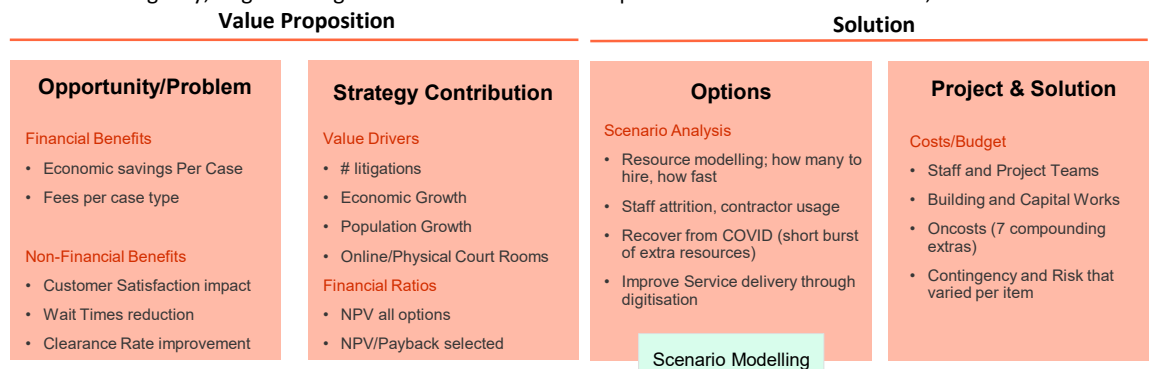 Value Proposition
Solution
Opportunity/Problem
Financial Benefits
• Economic savings Per Case
• Fees per case type
Non-Financial Benefits
• Customer Satisfaction impact
• Wait Times reduction
• Clearance Rate improvement
Strategy Contribution
Value Drivers
• # litigations
• Economic Growth
• Population Growth
• Online/Physical Court Rooms
Financial Ratios
• NPV all options
• NPV/Payback selected
Options
Scenario Analysis
• Resource modelling; how many to
hire, how fast
• Staff attrition, contractor usage
• Recover from COVID (short burst
of extra resources)
• Improve Service delivery through
digitisation
Scenario Modelling
Project & Solution
Costs/Budget
• Staff and Project Teams
• Building and Capital Works
• Oncosts (7 compounding
extras)
• Contingency and Risk that
varied per item